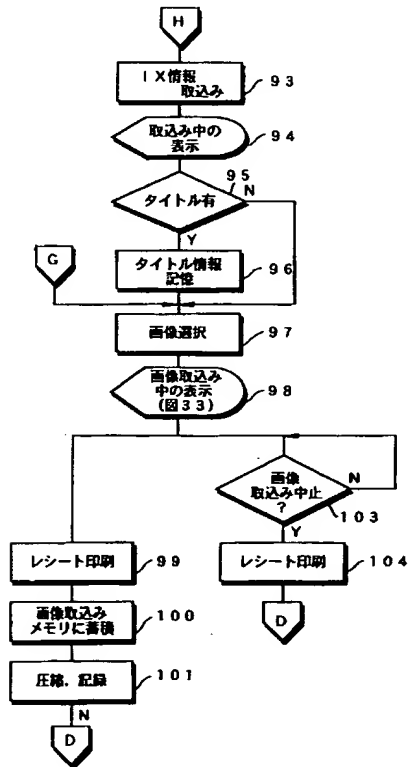 H
IX情報
取込み
93
取込み中の
表示
94
95
タイトル有
N
Y
G
タイトル情報
記憶
96
画像選択
97
画像取込み
中の表示
(図33)
98
画像
取込み中止
?
N
103
Y
レシート印刷
99
レシート印刷
104
画像取込み
メモリに蓄積
100
D
圧縮,記録
101
N
D